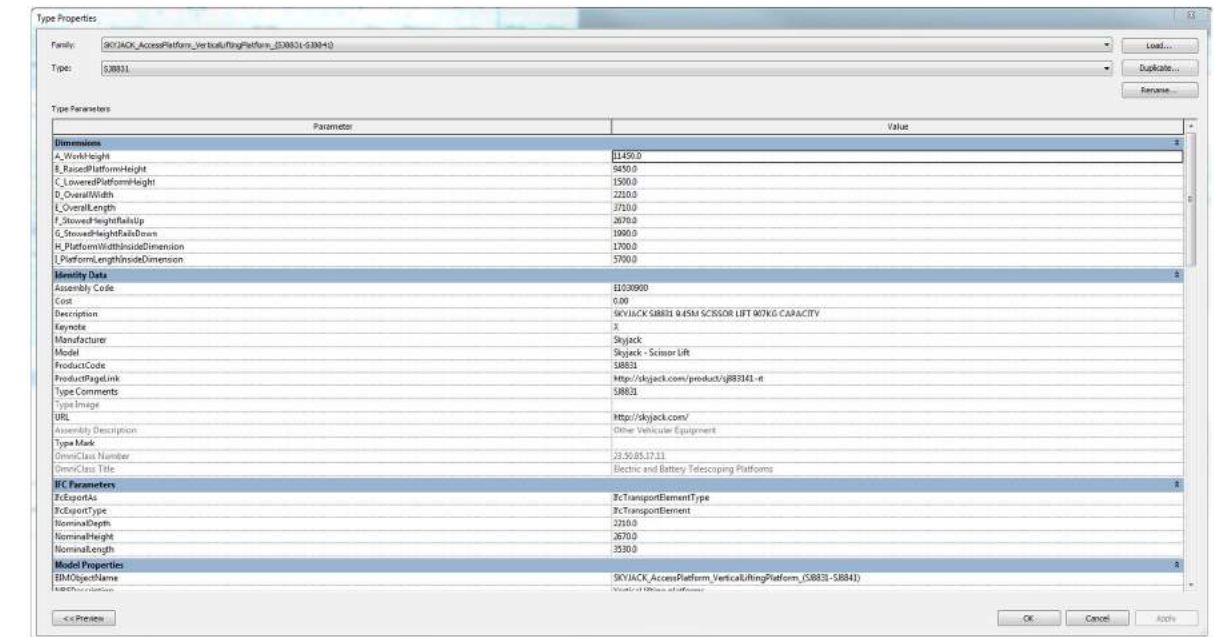 Type Properties
Family: SKYJACK_AccessPlatform_VerticalLiftingPlatform_(SJ8831-SJ8841) Load...
Type: SJ8831 Duplicate...
Rename...
Type Parameters
Parameter Value
Dimensions
A_WorkHeight 11450.0
B_RaisedPlatformHeight 9450.0
C_LoweredPlatformHeight 1500.0
D_OverallWidth 2210.0
E_OverallLength 3710.0
F_StowedHeightRailsUp 2670.0
G_StowedHeightRailsDown 1990.0
H_PlatformWidthInsideDimension 1700.0
I_PlatformLengthInsideDimension 5700.0
Identity Data
Assembly Code E1030900
Cost 0.00
Description SKYJACK SJ8831 9.45M SCISSOR LIFT 907KG CAPACITY
Keynote X
Manufacturer Skyjack
Model Skyjack - Scissor Lift
ProductCode SJ8831
ProductPageLink http://skyjack.com/product/sj883141-rt
Type Comments SJ8831
Type Image
URL http://skyjack.com/
Assembly Description Other Vehicular Equipment
Type Mark
OmniClass Number 23.50.85.17.11
OmniClass Title Electric and Battery Telescoping Platforms
IFC Parameters
IfcExportAs IfcTransportElementType
IfcExportType IfcTransportElement
NominalDepth 2210.0
NominalHeight 2670.0
NominalLength 3530.0
Model Properties
BIMObjectName SKYJACK_AccessPlatform_VerticalLiftingPlatform_(SJ8831-SJ8841)
NBSDescription Vertical lifting platforms
<< Preview OK Cancel Apply